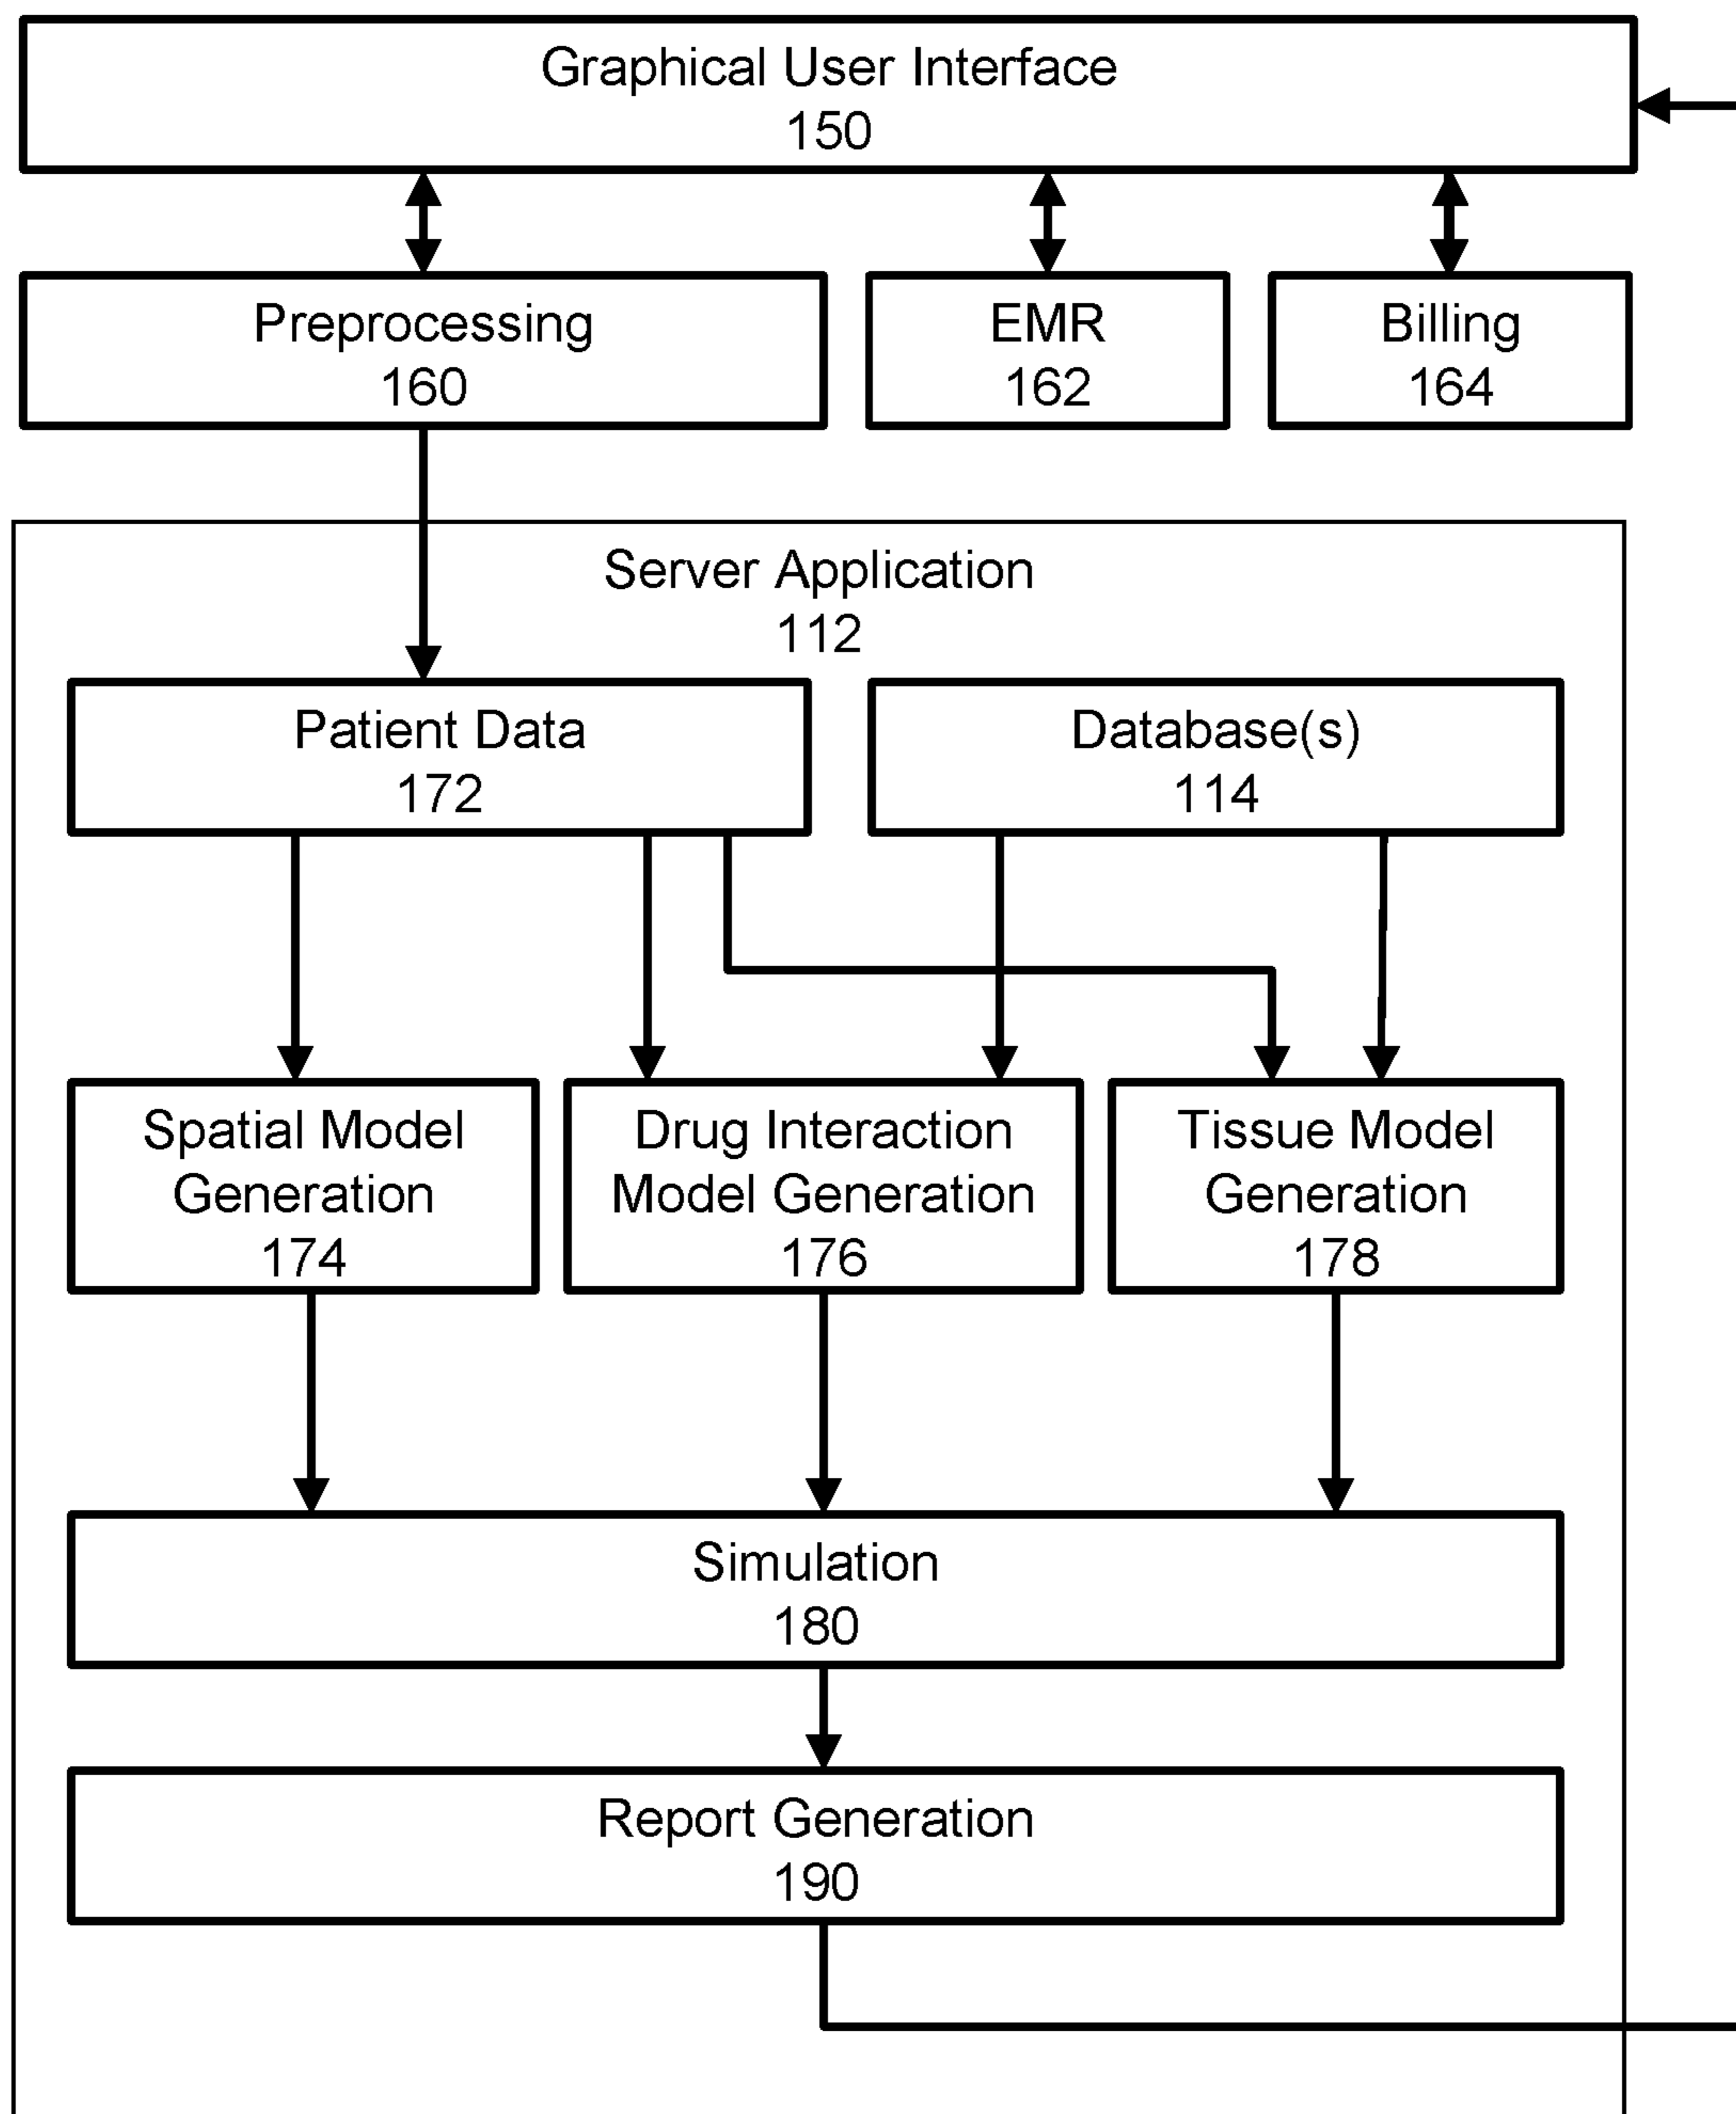 Graphical User Interface
150
Preprocessing
160
EMR
162
Billing
164
Server Application
112
Patient Data
172
Database(s)
114
Spatial Model
Generation
174
Drug Interaction
Model Generation
176
Tissue Model
Generation
178
Simulation
180
Report Generation
190